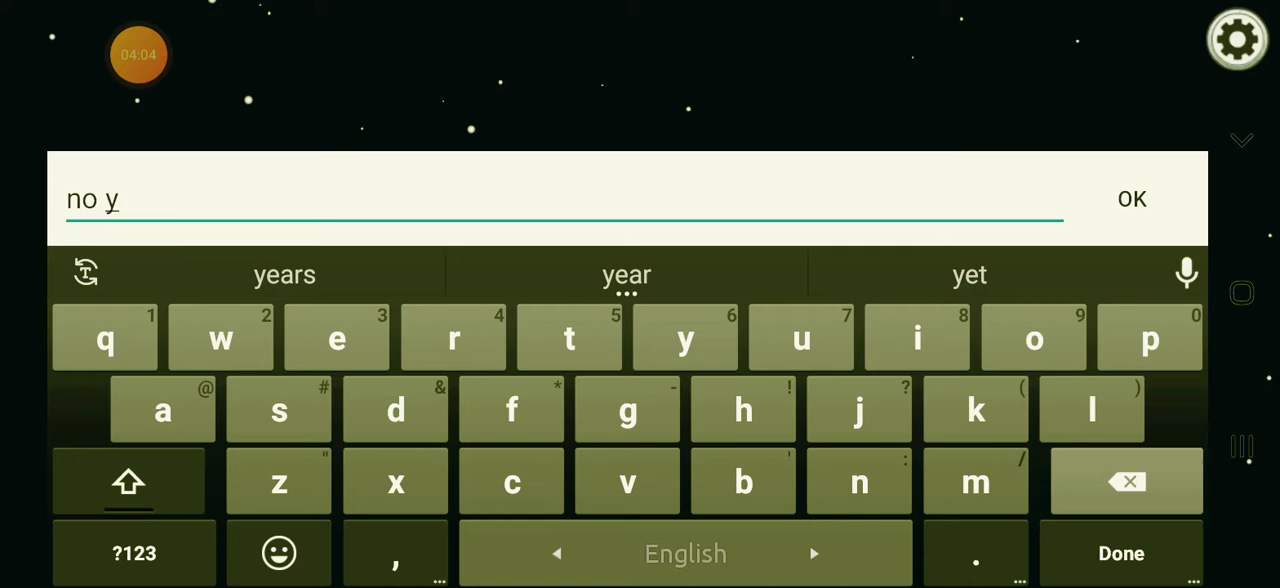 04:04
no y
OK
years year yet
q 1 w 2 e 3 r 4 t 5 y 6 u 7 i 8 o 9 p 0
a @ s # d & f * g - h ! j ? k ( l )
z " x c v b ' n : m /
?123 , English . Done